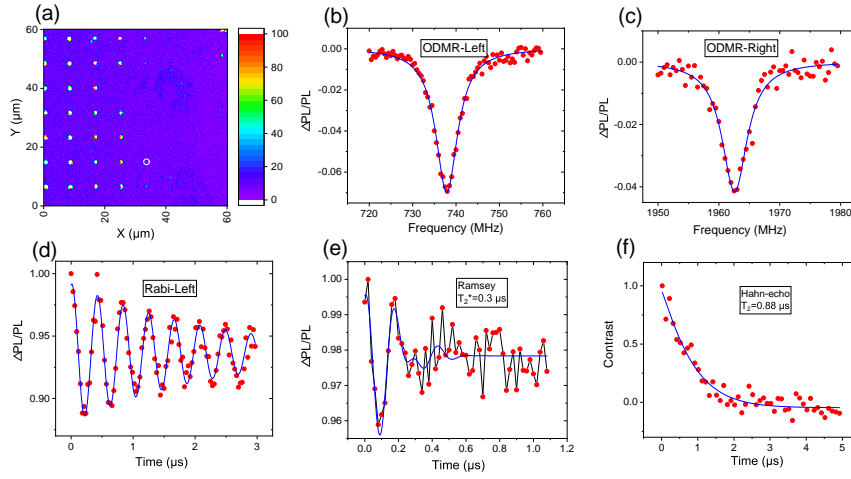 (a)
60
40
20
0
Y (µm)
0
20
40
60
X (µm)
100
80
60
40
20
0
(b)
ODMR-Left
0.00
-0.02
-0.04
-0.06
ΔPL/PL
720
730
740
750
760
Frequency (MHz)
(c)
ODMR-Right
0.00
-0.02
-0.04
ΔPL/PL
1950
1960
1970
1980
Frequency (MHz)
(d)
Rabi-Left
1.00
0.95
0.90
ΔPL/PL
0
1
2
3
Time (µs)
(e)
Ramsey
T2*=0.3 µs
1.00
0.99
0.98
0.97
0.96
ΔPL/PL
0.0
0.2
0.4
0.6
0.8
1.0
1.2
Time (µs)
(f)
Hahn-echo
T2=0.88 µs
1.0
0.5
0.0
Contrast
0
1
2
3
4
5
Time (µs)